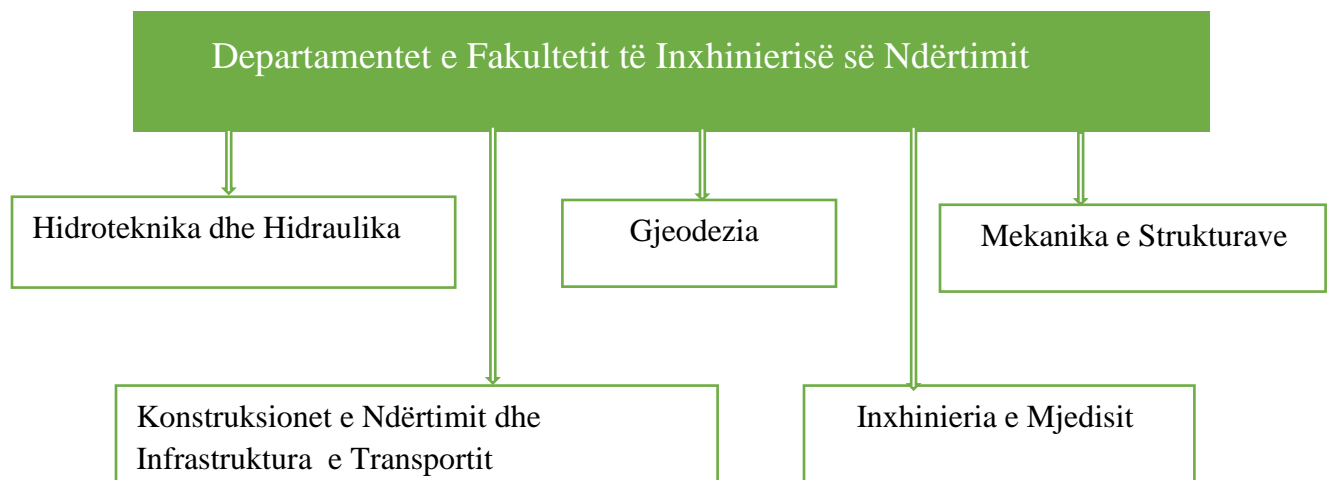 Departamentet e Fakultetit të Inxhinierisë së Ndërtimit
Hidroteknika dhe Hidraulika
Gjeodezia
Mekanika e Strukturave
Konstruksionet e Ndërtimit dhe
Infrastruktura e Transportit
Inxhinieria e Mjedisit